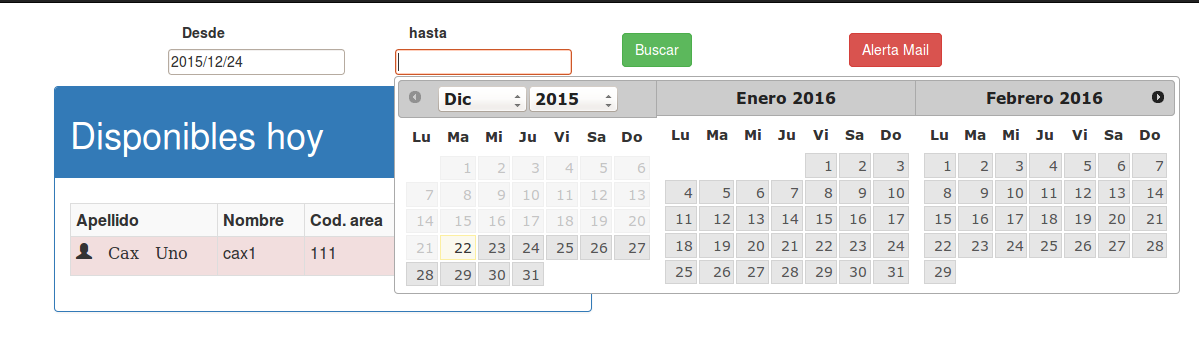 Desde hasta
2015/12/24 Buscar Alerta Mail
Dic 2015 Enero 2016 Febrero 2016
Disponibles hoy
Lu Ma Mi Ju Vi Sa Do Lu Ma Mi Ju Vi Sa Do Lu Ma Mi Ju Vi Sa Do
1 2 3 4 5 6 1 2 3 1 2 3 4 5 6 7
7 8 9 10 11 12 13 4 5 6 7 8 9 10 8 9 10 11 12 13 14
14 15 16 17 18 19 20 11 12 13 14 15 16 17 15 16 17 18 19 20 21
21 22 23 24 25 26 27 18 19 20 21 22 23 24 22 23 24 25 26 27 28
28 29 30 31 25 26 27 28 29 30 31 29
Apellido Nombre Cod. area
Cax Uno cax1 111